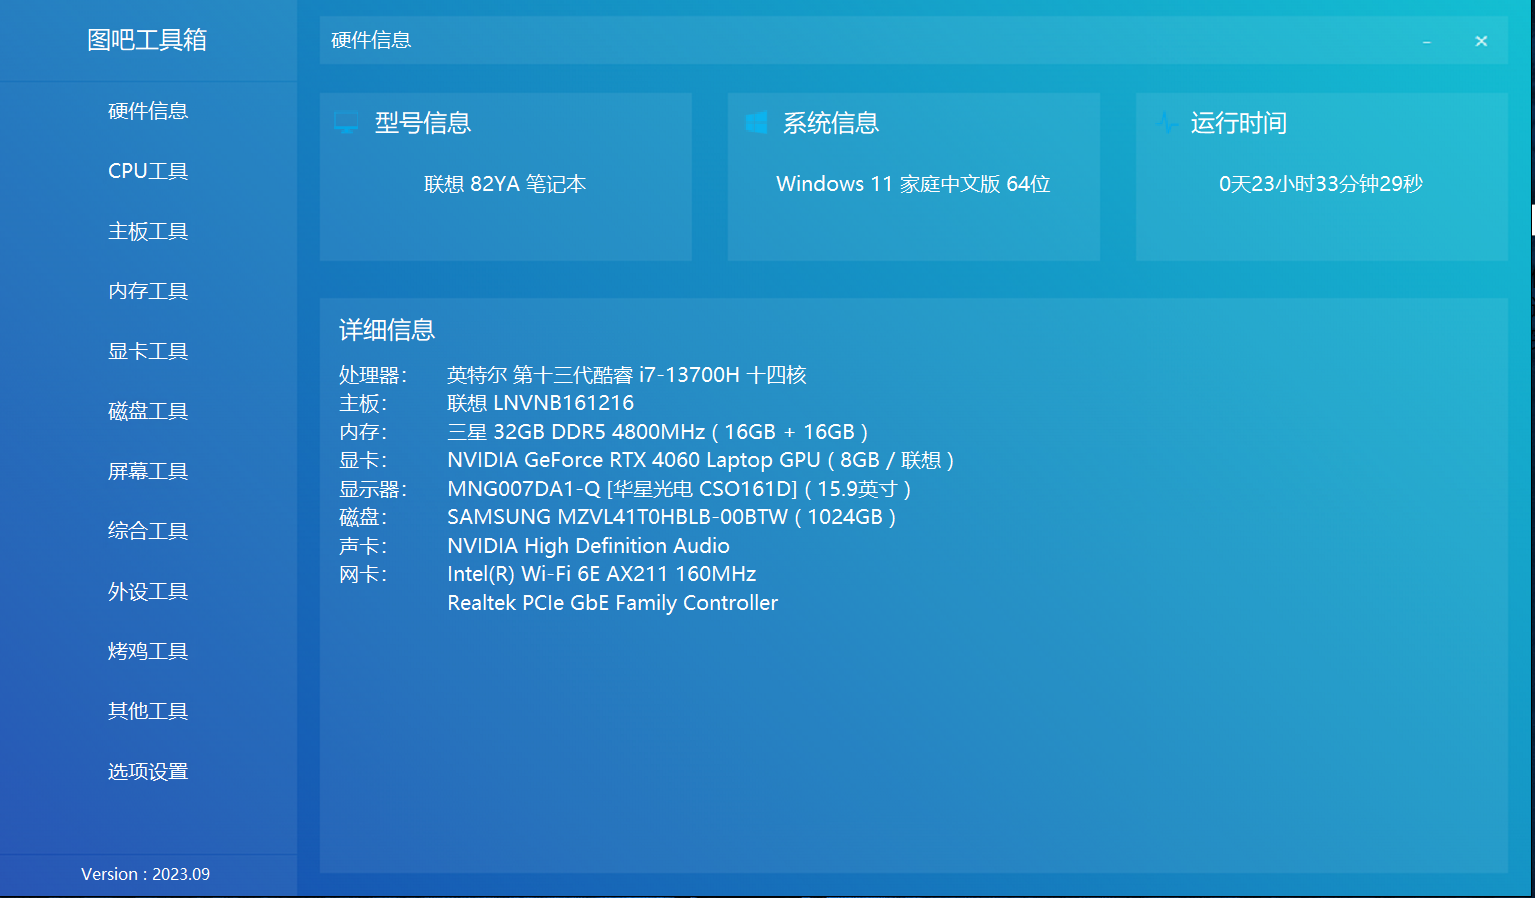 图吧工具箱
硬件信息
CPU工具
主板工具
内存工具
显卡工具
磁盘工具
屏幕工具
综合工具
外设工具
烤鸡工具
其他工具
选项设置
Version : 2023.09
硬件信息
型号信息
联想 82YA 笔记本
系统信息
Windows 11 家庭中文版 64位
运行时间
0天23小时33分钟29秒
详细信息
处理器： 英特尔 第十三代酷睿 i7-13700H 十四核
主板： 联想 LNVNB161216
内存： 三星 32GB DDR5 4800MHz ( 16GB + 16GB )
显卡： NVIDIA GeForce RTX 4060 Laptop GPU ( 8GB / 联想 )
显示器： MNG007DA1-Q [华星光电 CSO161D] ( 15.9英寸 )
磁盘： SAMSUNG MZVL41T0HBLB-00BTW ( 1024GB )
声卡： NVIDIA High Definition Audio
网卡： Intel(R) Wi-Fi 6E AX211 160MHz
Realtek PCIe GbE Family Controller